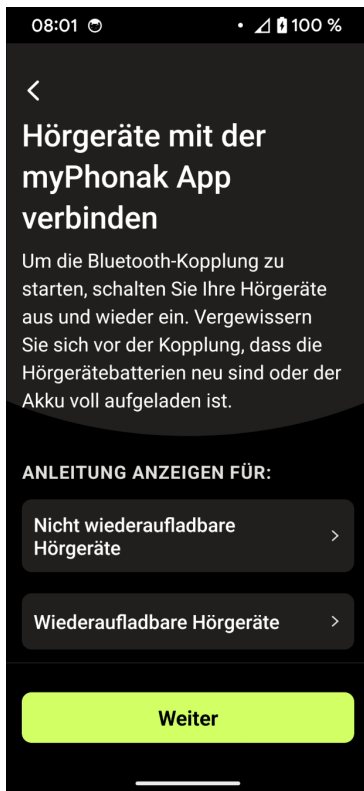 08:01
100 %
Hörgeräte mit der
myPhonak App
verbinden
Um die Bluetooth-Kopplung zu
starten, schalten Sie Ihre Hörgeräte
aus und wieder ein. Vergewissern
Sie sich vor der Kopplung, dass die
Hörgerätebatterien neu sind oder der
Akku voll aufgeladen ist.
ANLEITUNG ANZEIGEN FÜR:
Nicht wiederaufladbare
Hörgeräte
Wiederaufladbare Hörgeräte
Weiter